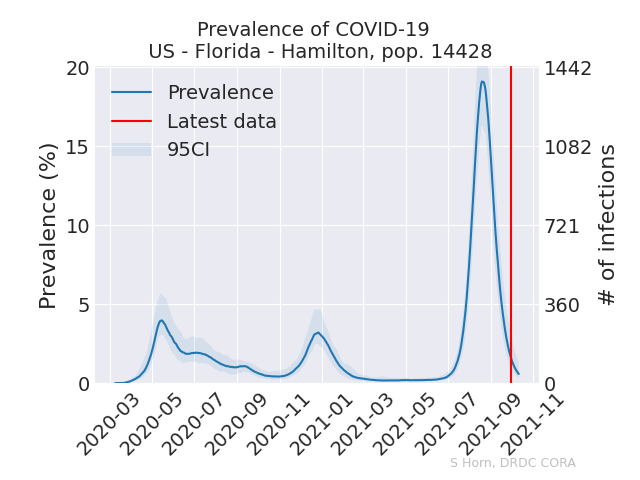 Prevalence of COVID-19
US - Florida - Hamilton, pop. 14428
Prevalence
Latest data
95CI
Prevalence (%)
20
15
10
5
0
1442
1082
721
360
0
# of infections
2020-03
2020-05
2020-07
2020-09
2020-11
2021-01
2021-03
2021-05
2021-07
2021-09
2021-11
S Horn, DRDC CORA